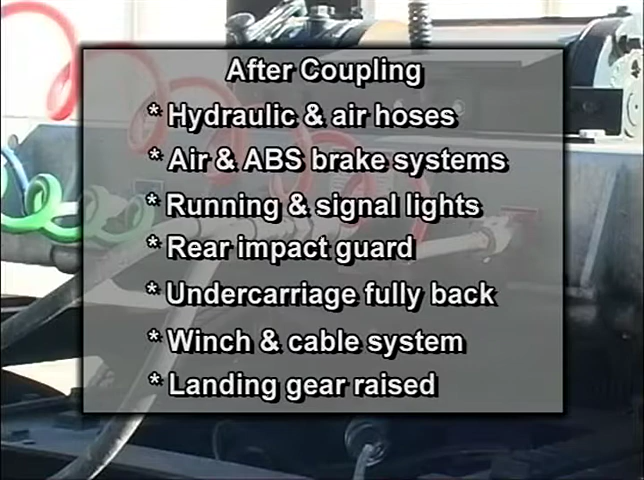 After Coupling
* Hydraulic & air hoses
* Air & ABS brake systems
* Running & signal lights
* Rear impact guard
* Undercarriage fully back
* Winch & cable system
* Landing gear raised